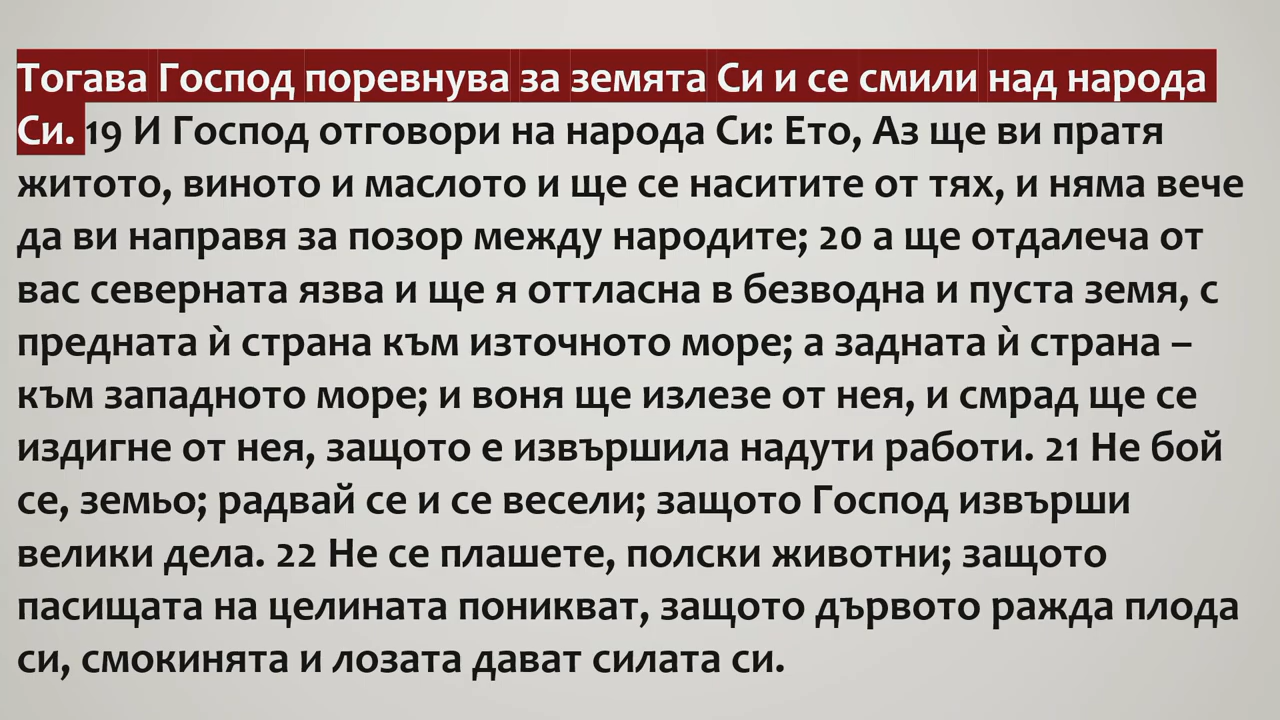 Тогава Господ поревнува за земята Си и се смили над народа
Си. 19 И Господ отговори на народа Си: Ето, Аз ще ви пратя
житото, виното и маслото и ще се наситите от тях, и няма вече
да ви направя за позор между народите; 20 а ще отдалеча от
вас северната язва и ще я оттласна в безводна и пуста земя, с
предната ѝ страна към източното море; а задната ѝ страна –
към западното море; и воня ще излезе от нея, и смрад ще се
издигне от нея, защото е извършила надути работи. 21 Не бой
се, земьо; радвай се и се весели; защото Господ извърши
велики дела. 22 Не се плашете, полски животни; защото
пасищата на целината поникват, защото дървото ражда плода
си, смокинята и лозата дават силата си.